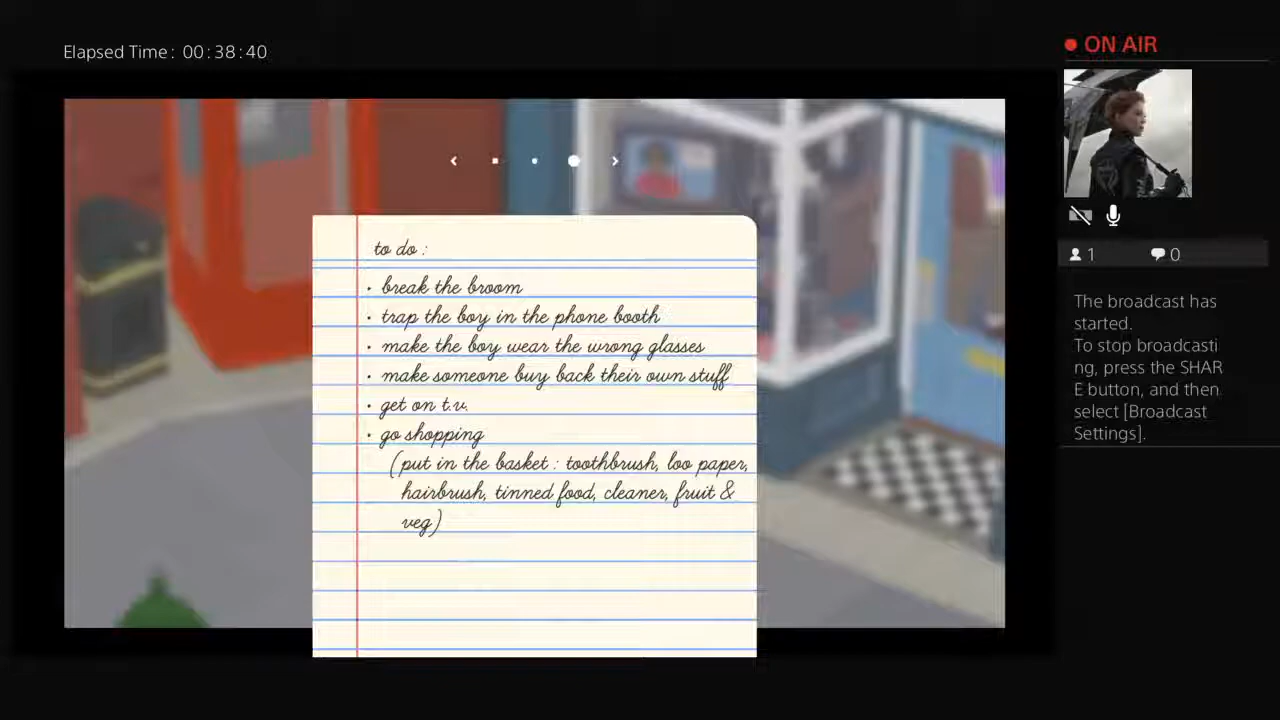 Elapsed Time: 00:38:40
ON AIR
to do :
· break the broom
· trap the boy in the phone booth
· make the boy wear the wrong glasses
· make someone buy back their own stuff
· get on t.v.
· go shopping
(put in the basket : toothbrush, loo paper,
hairbrush, tinned food, cleaner, fruit &
veg)
1
0
The broadcast has
started.
To stop broadcasti
ng, press the SHAR
E button, and then
select [Broadcast
Settings].